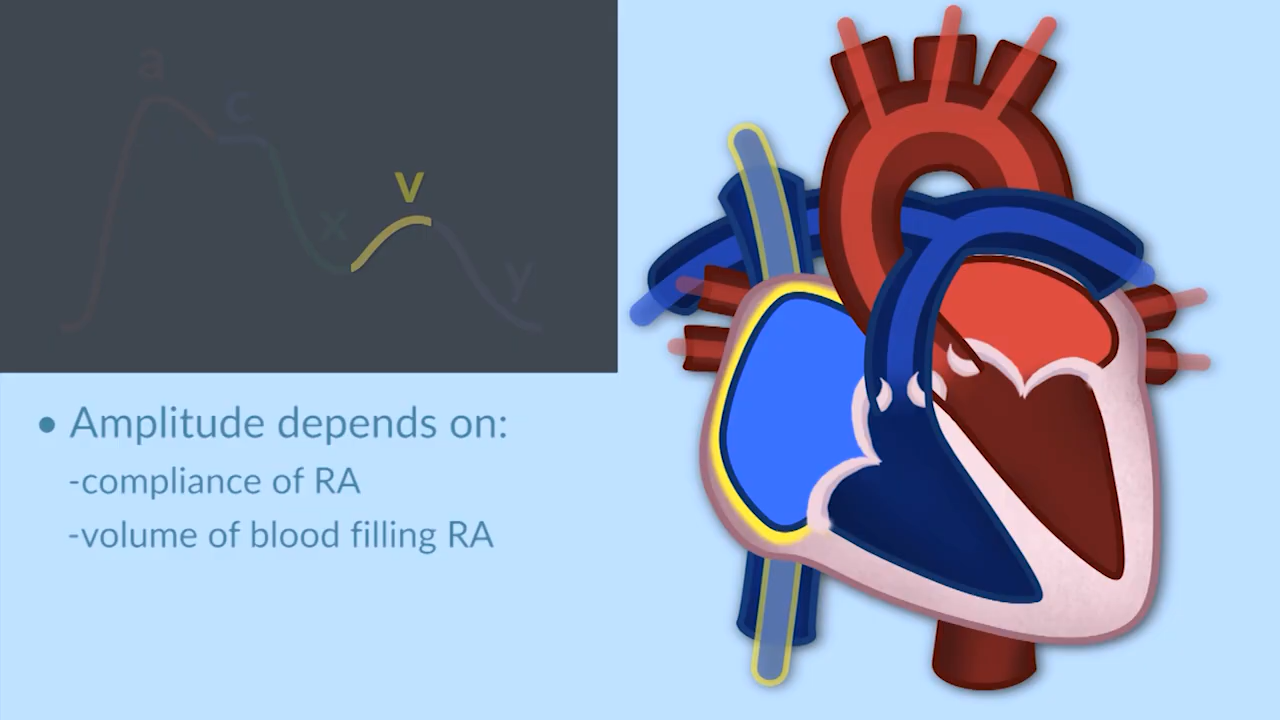 a
c
v
x
y
• Amplitude depends on:
-compliance of RA
-volume of blood filling RA